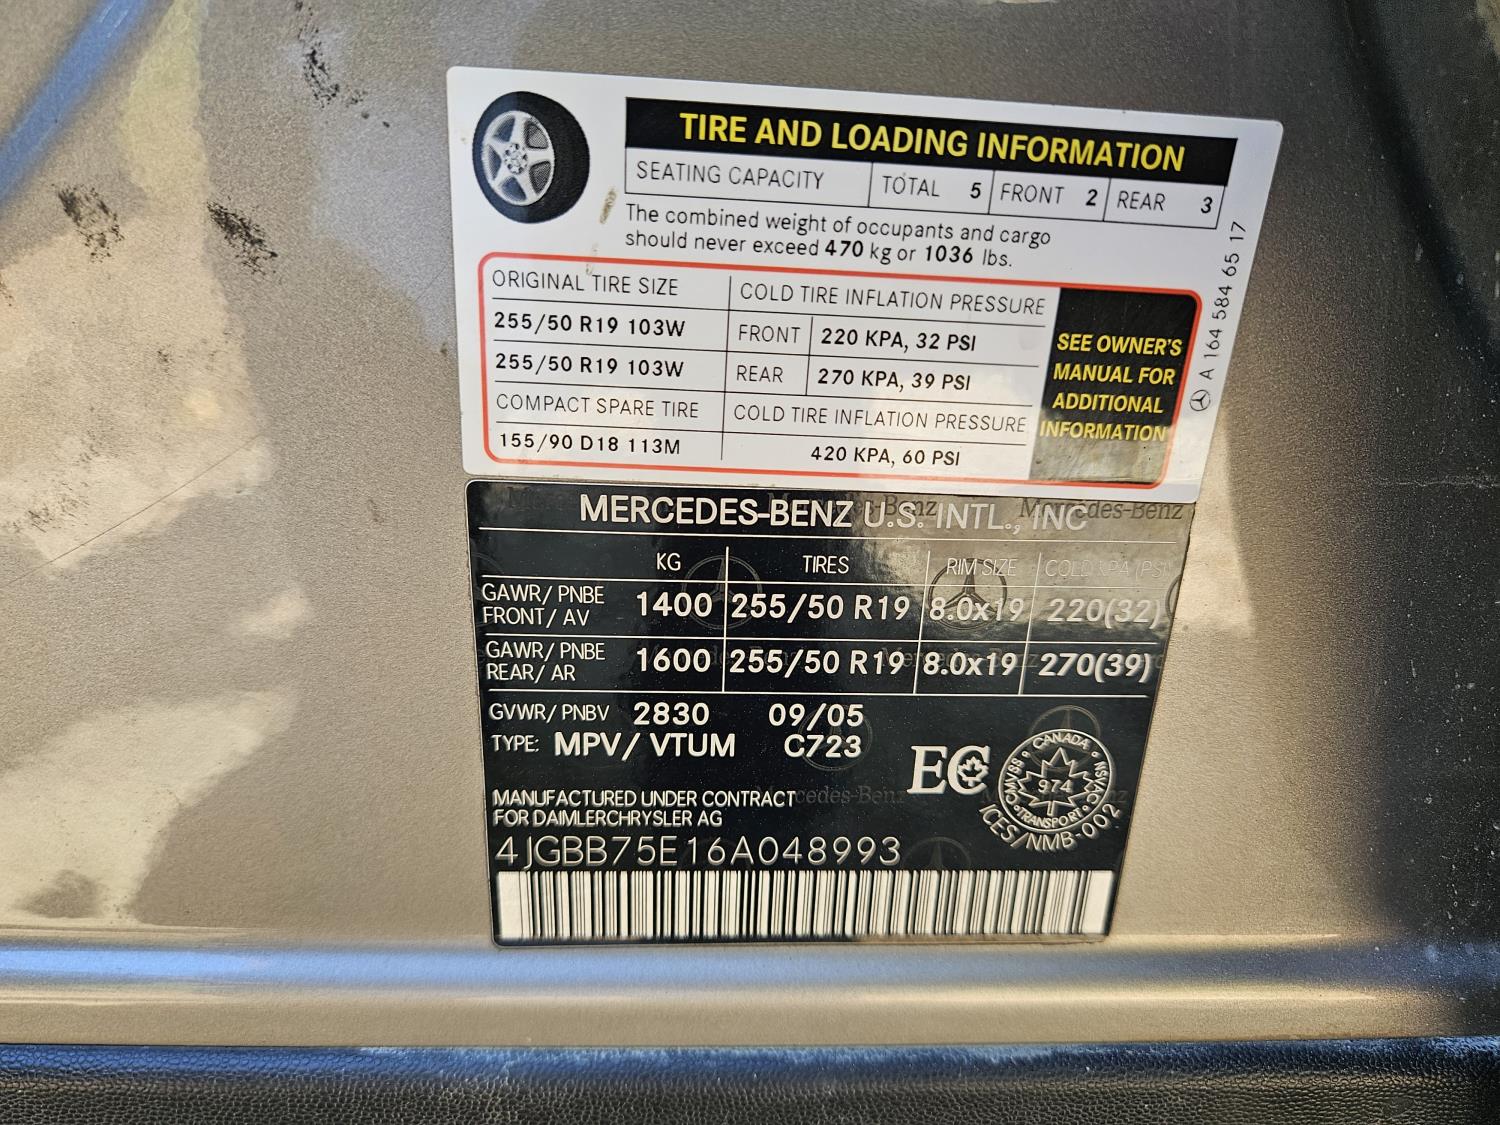 TIRE AND LOADING INFORMATION
SEATING CAPACITY TOTAL 5 FRONT 2 REAR 3
The combined weight of occupants and cargo
should never exceed 470 kg or 1036 lbs.
ORIGINAL TIRE SIZE COLD TIRE INFLATION PRESSURE
255/50 R19 103W FRONT 220 KPA, 32 PSI
255/50 R19 103W REAR 270 KPA, 39 PSI
COMPACT SPARE TIRE COLD TIRE INFLATION PRESSURE
155/90 D18 113M 420 KPA, 60 PSI
SEE OWNER'S
MANUAL FOR
ADDITIONAL
INFORMATION
A 164 584 65 17
MERCEDES-BENZ U.S. INTL., INC
KG TIRES RIM SIZE COLD KPA (PSI)
GAWR/ PNBE
FRONT/ AV 1400 255/50 R19 8.0x19 220(32)
GAWR/ PNBE
REAR/ AR 1600 255/50 R19 8.0x19 270(39)
GVWR/ PNBV 2830 09/05
TYPE: MPV/ VTUM C723
EC
CANADA
974
CMVSS NSVAC
TRANSPORT
ICES/NMB-002
MANUFACTURED UNDER CONTRACT
FOR DAIMLERCHRYSLER AG
4JGBB75E16A048993